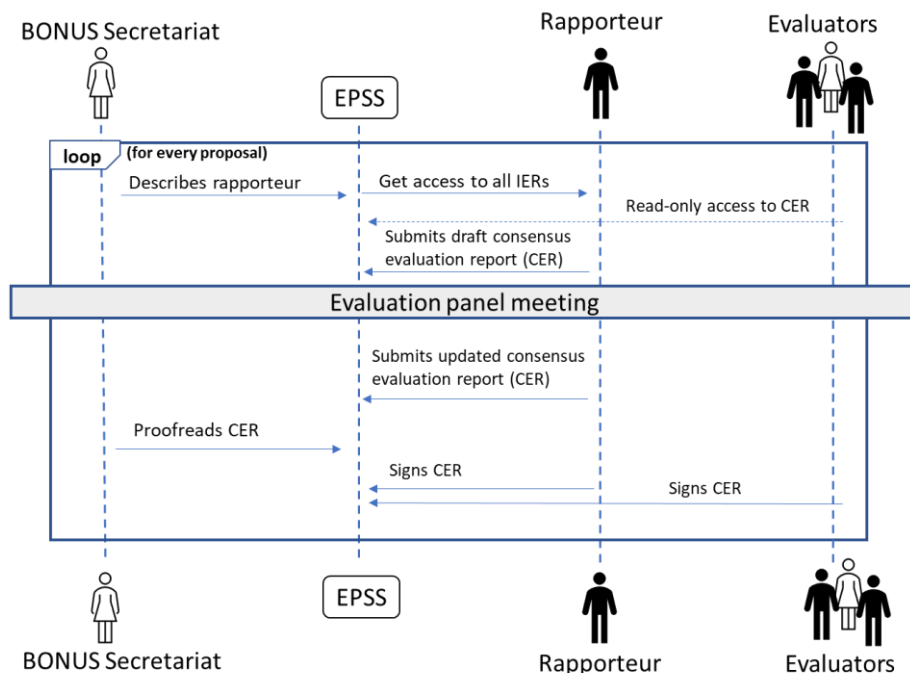 BONUS Secretariat
Rapporteur
Evaluators
EPSS
loop
(for every proposal)
Describes rapporteur
Get access to all IERs
Read-only access to CER
Submits draft consensus
evaluation report (CER)
Evaluation panel meeting
Submits updated consensus
evaluation report (CER)
Proofreads CER
Signs CER
Signs CER
EPSS
BONUS Secretariat
Rapporteur
Evaluators